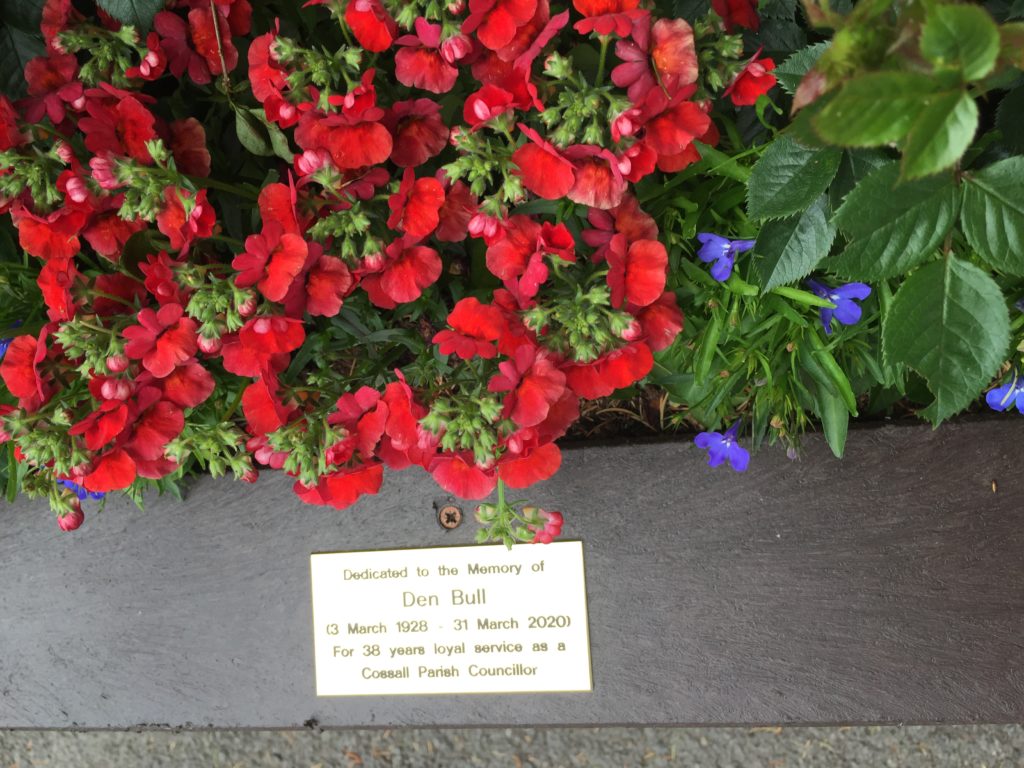 Dedicated to the Memory of
Den Bull
(3 March 1928 - 31 March 2020)
For 38 years loyal service as a
Cossall Parish Councillor